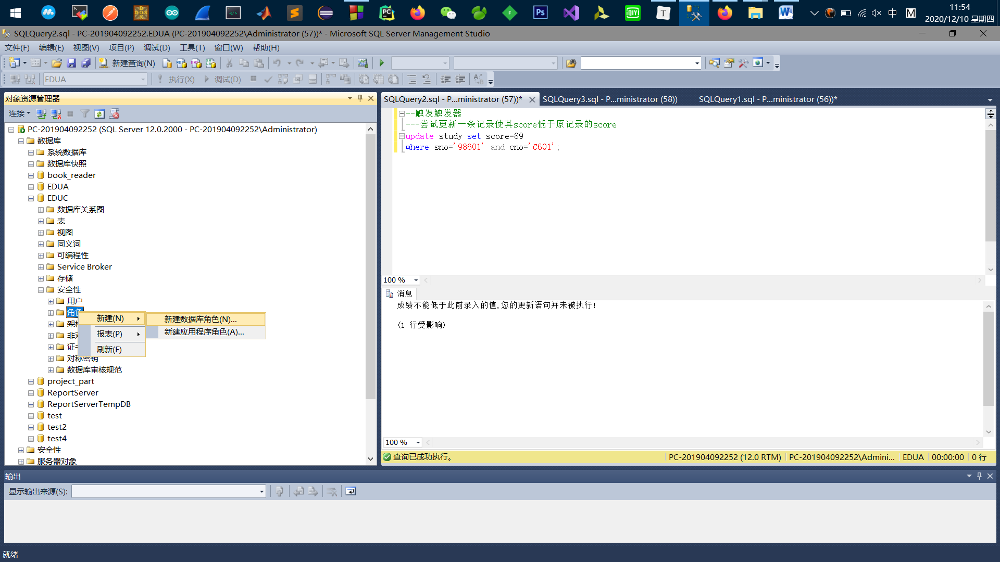 11:54
2020/12/10 星期四
中
SQLQuery2.sql - PC-201904092252.EDUA (PC-201904092252\Administrator (57))* - Microsoft SQL Server Management Studio
文件(F) 编辑(E) 视图(V) 项目(P) 调试(D) 工具(T) 窗口(W) 帮助(H)
新建查询(N)
EDUA 执行(X) 调试(D)
对象资源管理器
连接
PC-201904092252 (SQL Server 12.0.2000 - PC-201904092252\Administrator)
数据库
系统数据库
数据库快照
book_reader
EDUA
EDUC
数据库关系图
表
视图
同义词
可编程性
Service Broker
存储
安全性
用户
角色
新建(N)
新建数据库角色(N)...
新建应用程序角色(A)...
报表(P)
刷新(F)
对称密钥
数据库审核规范
project_part
ReportServer
ReportServerTempDB
test
test2
test4
安全性
服务器对象
SQLQuery2.sql - P...ministrator (57))* SQLQuery3.sql - P...ministrator (58)) SQLQuery1.sql - P...ministrator (56))*
--触发触发器
---尝试更新一条记录使其score低于原记录的score
update study set score=89
where sno='98601' and cno='C601';
100 %
消息
成绩不能低于此前录入的值,您的更新语句并未被执行!
(1 行受影响)
100 %
查询已成功执行。 PC-201904092252 (12.0 RTM) PC-201904092252\Admini... EDUA 00:00:00 0 行
输出
显示输出来源(S):
就绪